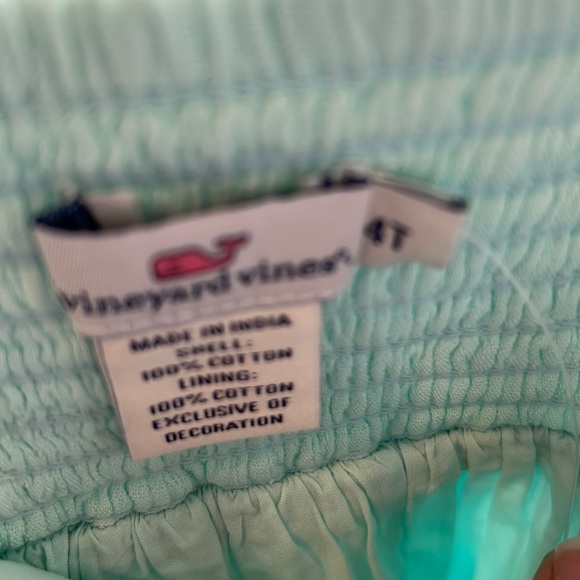 vineyard vines
4T
MADE IN INDIA
SHELL:
100% COTTON
LINING:
100% COTTON
EXCLUSIVE OF
DECORATION